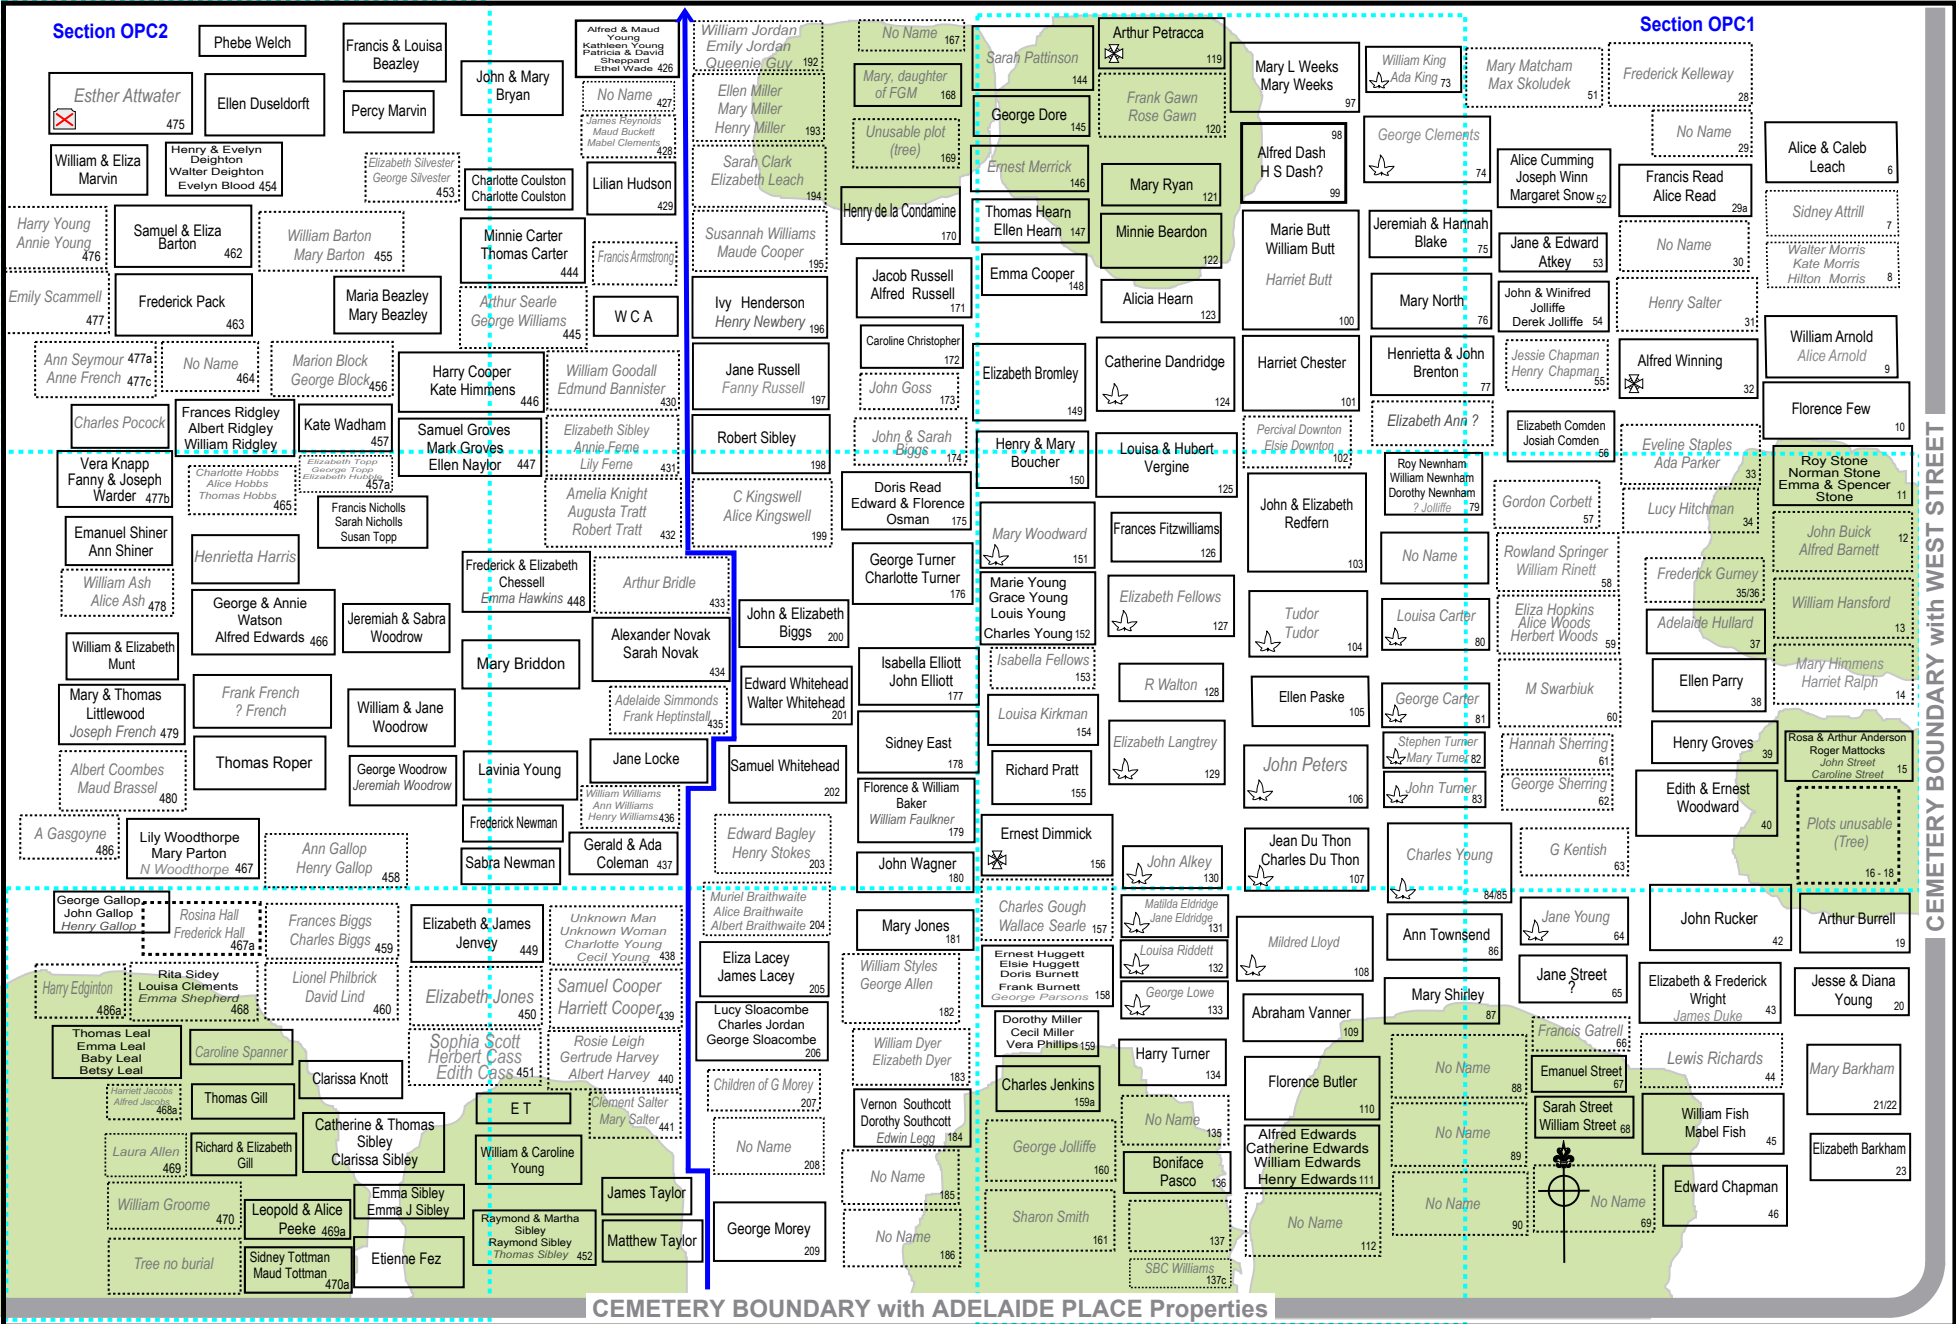 Section OPC2
Section OPC1
Phebe Welch
Francis & Louisa
Beazley
Alfred & Maud
Young
Kathleen Young
Patricia & David
Sheppard
Ethel Wade 426
John & Mary
Bryan
No Name 427
Esther Attwater
475
Ellen Duseldorft
Percy Marvin
James Reynolds
Maud Buckett
Mabel Clements 428
William & Eliza
Marvin
Henry & Evelyn
Deighton
Walter Deighton
Evelyn Blood 454
Elizabeth Silvester
George Silvester
453
Charlotte Coulston
Charlotte Coulston
Lilian Hudson
429
Harry Young
Annie Young
476
Samuel & Eliza
Barton
462
William Barton
Mary Barton 455
Minnie Carter
Thomas Carter
444
Francis Armstrong
Emily Scammell
477
Frederick Pack
463
Maria Beazley
Mary Beazley
Arthur Searle
George Williams
445
W C A
Ann Seymour 477a
Anne French 477c
No Name
464
Marion Block
George Block 456
Harry Cooper
Kate Himmens
446
William Goodall
Edmund Bannister
430
Charles Pocock
Frances Ridgley
Albert Ridgley
William Ridgley
Kate Wadham
457
Samuel Groves
Mark Groves
Ellen Naylor 447
Elizabeth Sibley
Annie Ferne
Lily Ferne 431
Vera Knapp
Fanny & Joseph
Warder 477b
Charlotte Hobbs
Alice Hobbs
Thomas Hobbs 465
Elizabeth Topp
George Topp
Elizabeth Hubble
457a
Francis Nicholls
Sarah Nicholls
Susan Topp
Amelia Knight
Augusta Tratt
Robert Tratt 432
Emanuel Shiner
Ann Shiner
Henrietta Harris
Frederick & Elizabeth
Chessell
Emma Hawkins 448
Arthur Bridle
433
William Ash
Alice Ash 478
George & Annie
Watson
Alfred Edwards 466
Jeremiah & Sabra
Woodrow
Alexander Novak
Sarah Novak
434
William & Elizabeth
Munt
Mary Briddon
Mary & Thomas
Littlewood
Joseph French 479
Frank French
? French
William & Jane
Woodrow
Adelaide Simmonds
Frank Heptinstall 435
Albert Coombes
Maud Brassel
480
Thomas Roper
George Woodrow
Jeremiah Woodrow
Lavinia Young
Jane Locke
William Williams
Ann Williams
Henry Williams 436
A Gasgoyne
486
Lily Woodthorpe
Mary Parton
N Woodthorpe 467
Ann Gallop
Henry Gallop
458
Frederick Newman
Sabra Newman
Gerald & Ada
Coleman 437
George Gallop
John Gallop
Henry Gallop
Rosina Hall
Frederick Hall
467a
Frances Biggs
Charles Biggs 459
Elizabeth & James
Jenvey
449
Unknown Man
Unknown Woman
Charlotte Young
Cecil Young 438
Harry Edginton
486a
Rita Sidey
Louisa Clements
Emma Shepherd
468
Lionel Philbrick
David Lind
460
Elizabeth Jones
450
Samuel Cooper
Harriett Cooper 439
Thomas Leal
Emma Leal
Baby Leal
Betsy Leal
Caroline Spanner
Sophia Scott
Herbert Cass
Edith Cass 451
Rosie Leigh
Gertrude Harvey
Albert Harvey
440
Harriett Jacobs
Alfred Jacobs
468a
Thomas Gill
Clarissa Knott
E T
Clement Salter
Mary Salter
441
Laura Allen
469
Richard & Elizabeth
Gill
Catherine & Thomas
Sibley
Clarissa Sibley
William & Caroline
Young
William Groome
470
Leopold & Alice
Peeke 469a
Emma Sibley
Emma J Sibley
James Taylor
Raymond & Martha
Sibley
Raymond Sibley
Thomas Sibley 452
Matthew Taylor
Tree no burial
Sidney Tottman
Maud Tottman
470a
Etienne Fez
William Jordan
Emily Jordan
Queenie Guy 192
No Name
167
Ellen Miller
Mary Miller
Henry Miller 193
Mary, daughter
of FGM 168
Sarah Clark
Elizabeth Leach
194
Unusable plot
(tree)
169
Susannah Williams
Maude Cooper
195
Henry de la Condamine
170
Ivy Henderson
Henry Newbery
196
Jacob Russell
Alfred Russell
171
Jane Russell
Fanny Russell
197
Caroline Christopher
172
John Goss
173
Robert Sibley
198
John & Sarah
Biggs
174
C Kingswell
Alice Kingswell
199
Doris Read
Edward & Florence
Osman 175
George Turner
Charlotte Turner
176
John & Elizabeth
Biggs
200
Isabella Elliott
John Elliott
177
Edward Whitehead
Walter Whitehead
201
Sidney East
178
Samuel Whitehead
202
Florence & William
Baker
William Faulkner
179
Edward Bagley
Henry Stokes
203
John Wagner
180
Muriel Braithwaite
Alice Braithwaite
Albert Braithwaite 204
Mary Jones
181
Eliza Lacey
James Lacey
205
William Styles
George Allen
182
Lucy Sloacombe
Charles Jordan
George Sloacombe
206
William Dyer
Elizabeth Dyer
183
Children of G Morey
207
Vernon Southcott
Dorothy Southcott
Edwin Legg 184
No Name
208
No Name
185
George Morey
209
No Name
186
Sarah Pattinson
144
Arthur Petracca
119
Mary L Weeks
Mary Weeks
97
William King
Ada King 73
George Dore
145
Frank Gawn
Rose Gawn
120
98
Alfred Dash
H S Dash?
99
George Clements
74
Ernest Merrick
146
Mary Ryan
121
Thomas Hearn
Ellen Hearn 147
Minnie Beardon
122
Marie Butt
William Butt
Harriet Butt
100
Jeremiah & Hannah
Blake
75
Emma Cooper
148
Alicia Hearn
123
Mary North
76
Elizabeth Bromley
149
Catherine Dandridge
124
Harriet Chester
101
Henrietta & John
Brenton
77
Henry & Mary
Boucher
150
Louisa & Hubert
Vergine
125
Percival Downton
Elsie Downton
102
Elizabeth Ann ?
Mary Woodward
151
Frances Fitzwilliams
126
John & Elizabeth
Redfern
103
Roy Newnham
William Newnham
Dorothy Newnham
? Jolliffe 79
No Name
Marie Young
Grace Young
Louis Young
Charles Young 152
Elizabeth Fellows
127
Tudor
Tudor
104
Louisa Carter
80
Isabella Fellows
153
R Walton
128
Ellen Paske
105
George Carter
81
Louisa Kirkman
154
Elizabeth Langtrey
129
John Peters
106
Stephen Turner
Mary Turner 82
Richard Pratt
155
John Turner
83
Ernest Dimmick
156
John Alkey
130
Jean Du Thon
Charles Du Thon
107
Charles Young
84/85
Charles Gough
Wallace Searle
157
Matilda Eldridge
Jane Eldridge
131
Mildred Lloyd
108
Ann Townsend
86
Ernest Huggett
Elsie Huggett
Doris Burnett
Frank Burnett
George Parsons 158
Louisa Riddett
132
George Lowe
133
Abraham Vanner
109
Mary Shirley
87
Dorothy Miller
Cecil Miller
Vera Phillips 159
Harry Turner
134
Florence Butler
110
No Name
88
Charles Jenkins
159a
No Name
135
Alfred Edwards
Catherine Edwards
William Edwards
Henry Edwards 111
No Name
89
George Jolliffe
160
Boniface
Pasco 136
No Name
90
Sharon Smith
161
137
No Name
112
SBC Williams
137c
Mary Matcham
Max Skoludek
51
Frederick Kelleway
28
No Name
29
Alice & Caleb
Leach
6
Alice Cumming
Joseph Winn
Margaret Snow 52
Francis Read
Alice Read
29a
Sidney Attrill
7
Jane & Edward
Atkey 53
No Name
30
Walter Morris
Kate Morris
Hilton Morris
8
John & Winifred
Jolliffe
Derek Jolliffe 54
Henry Salter
31
William Arnold
Alice Arnold
9
Jessie Chapman
Henry Chapman
55
Alfred Winning
32
Florence Few
10
Elizabeth Comden
Josiah Comden
56
Eveline Staples
Ada Parker
33
Roy Stone
Norman Stone
Emma & Spencer
Stone 11
Gordon Corbett
57
Lucy Hitchman
34
John Buick
Alfred Barnett
12
Rowland Springer
William Rinett
58
Frederick Gurney
35/36
William Hansford
13
Eliza Hopkins
Alice Woods
Herbert Woods 59
Adelaide Hullard
37
Mary Himmens
Harriet Ralph
14
M Swarbiuk
60
Ellen Parry
38
Hannah Sherring
61
Henry Groves
39
Rosa & Arthur Anderson
Roger Mattocks
John Street
Caroline Street 15
George Sherring
62
Edith & Ernest
Woodward
40
Plots unusable
(Tree)
16 - 18
G Kentish
63
Jane Young
64
John Rucker
42
Arthur Burrell
19
Jane Street
?
65
Elizabeth & Frederick
Wright
James Duke
43
Jesse & Diana
Young
20
Francis Gatrell
66
Lewis Richards
44
Mary Barkham
21/22
Emanuel Street
67
Sarah Street
William Street 68
William Fish
Mabel Fish
45
Elizabeth Barkham
23
No Name
69
Edward Chapman
46
CEMETERY BOUNDARY with WEST STREET
CEMETERY BOUNDARY with ADELAIDE PLACE Properties